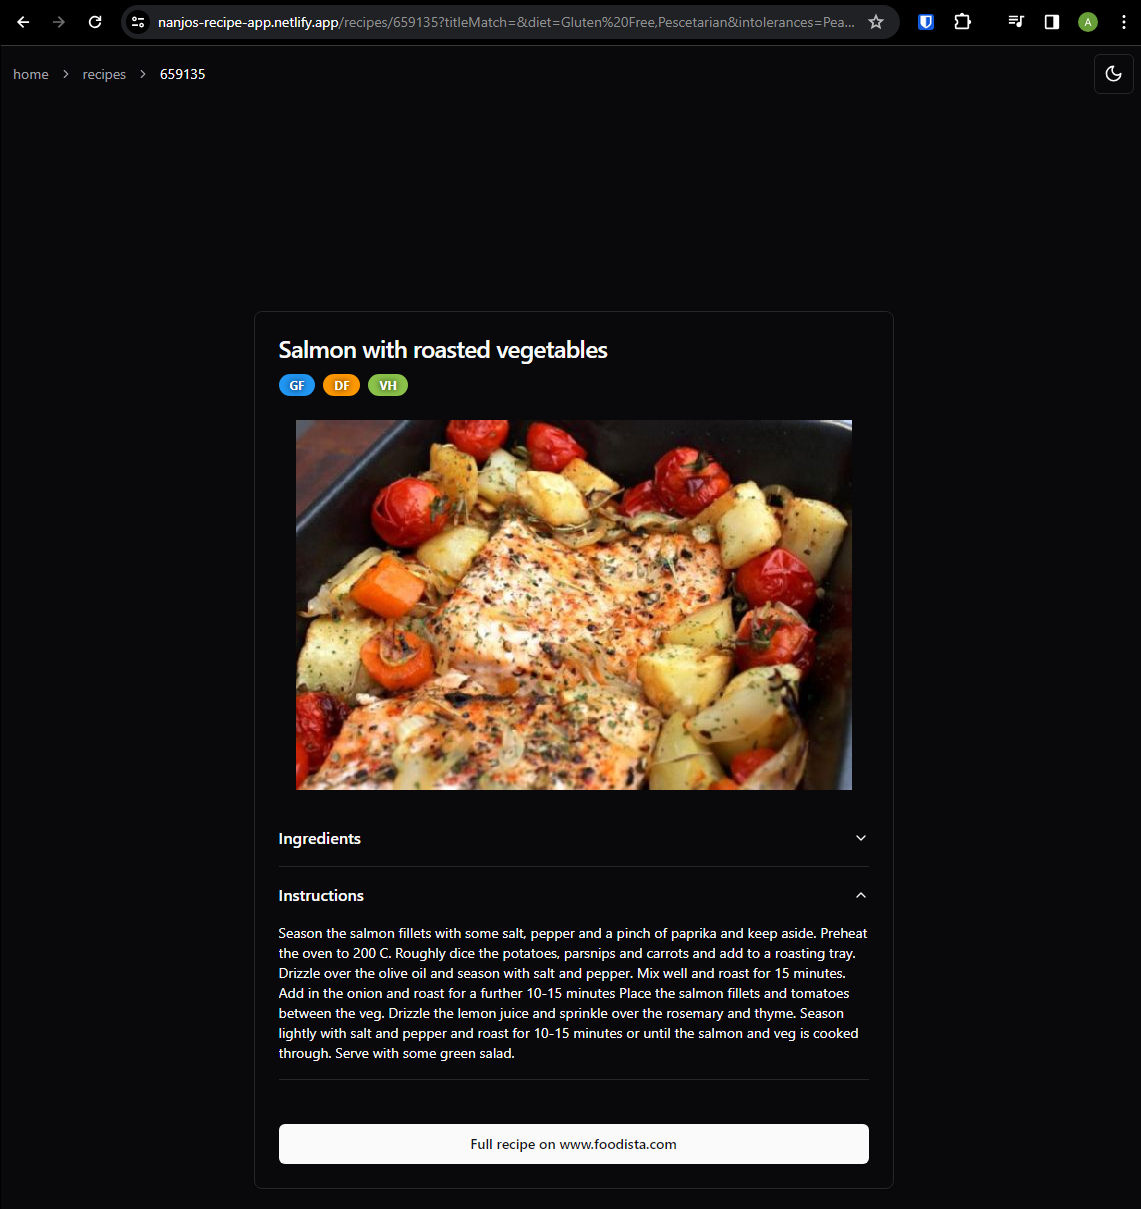 nanjos-recipe-app.netlify.app/recipes/659135?titleMatch=&diet=Gluten%20Free,Pescetarian&intolerances=Pea...
A
home > recipes > 659135
Salmon with roasted vegetables
GF DF VH
Ingredients
Instructions
Season the salmon fillets with some salt, pepper and a pinch of paprika and keep aside. Preheat
the oven to 200 C. Roughly dice the potatoes, parsnips and carrots and add to a roasting tray.
Drizzle over the olive oil and season with salt and pepper. Mix well and roast for 15 minutes.
Add in the onion and roast for a further 10-15 minutes Place the salmon fillets and tomatoes
between the veg. Drizzle the lemon juice and sprinkle over the rosemary and thyme. Season
lightly with salt and pepper and roast for 10-15 minutes or until the salmon and veg is cooked
through. Serve with some green salad.
Full recipe on www.foodista.com